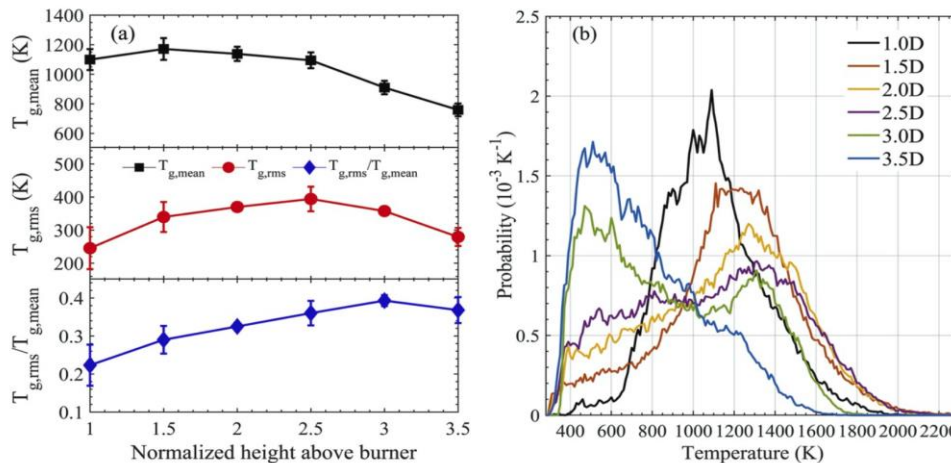 (a)
T_g,mean (K)
1400
1200
1000
800
600
T_g,mean
T_g,rms
T_g,rms/T_g,mean
T_g,rms (K)
500
400
300
200
T_g,rms/T_g,mean
0.4
0.3
0.2
0.1
1 1.5 2 2.5 3 3.5
Normalized height above burner
(b)
1.0D
1.5D
2.0D
2.5D
3.0D
3.5D
Probability (10^-3 K^-1)
2
1.5
1
0.5
0
400 600 800 1000 1200 1400 1600 1800 2000 2200
Temperature (K)